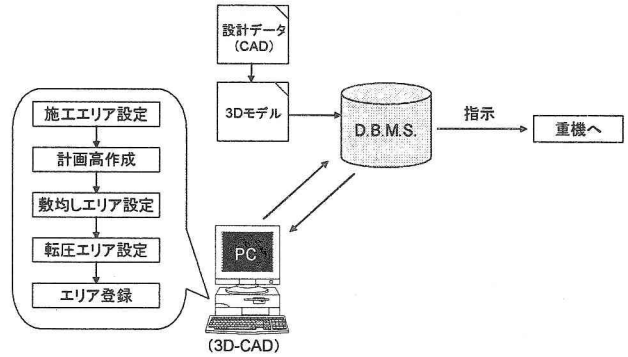 設計データ
(CAD)
3Dモデル
D.B.M.S.
指示
重機へ
施工エリア設定
計画高作成
敷均しエリア設定
転圧エリア設定
エリア登録
PC
(3D-CAD)